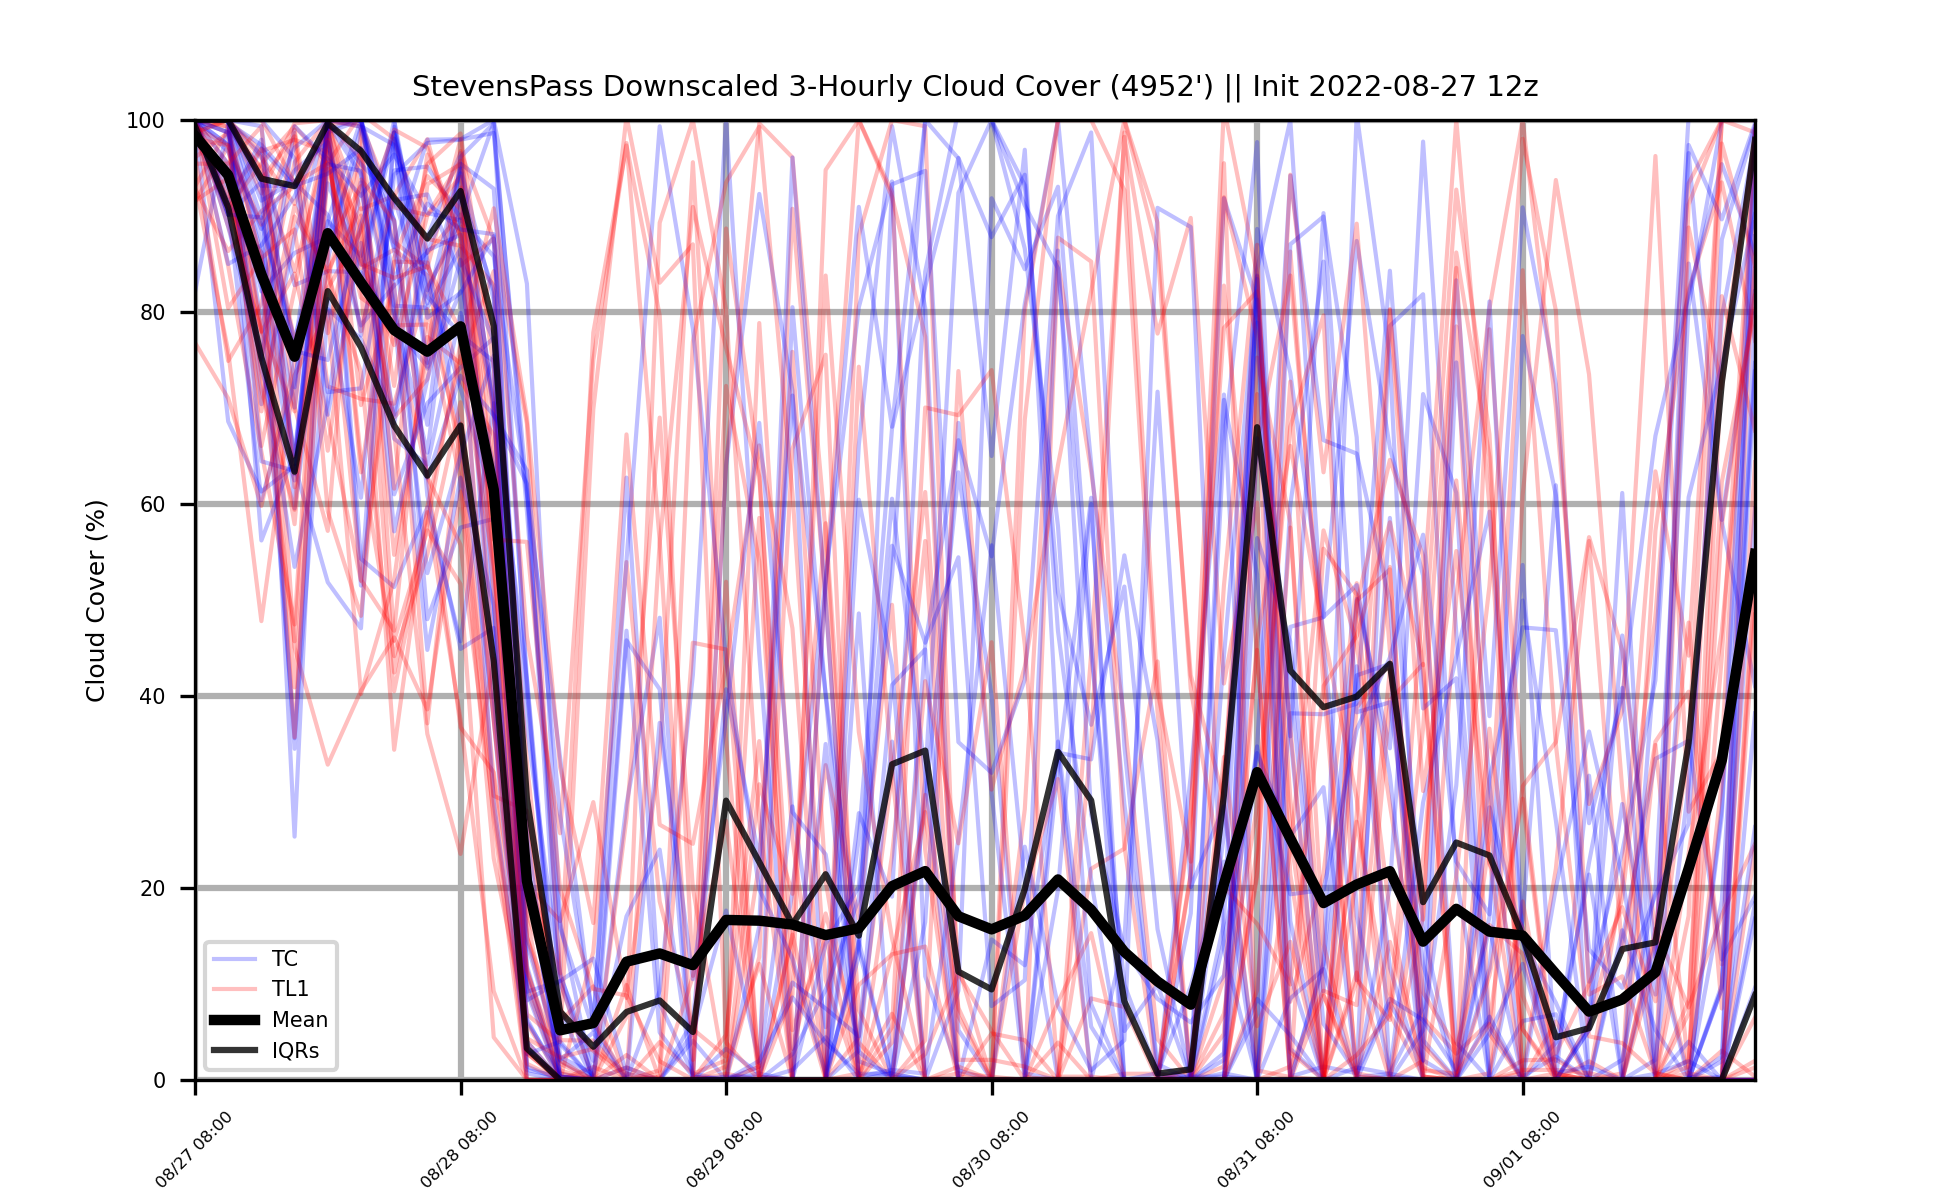 StevensPass Downscaled 3-Hourly Cloud Cover (4952') || Init 2022-08-27 12z
Cloud Cover (%)
100
80
60
40
20
0
TC
TL1
Mean
IQRs
08/27 08:00
08/28 08:00
08/29 08:00
08/30 08:00
08/31 08:00
09/01 08:00